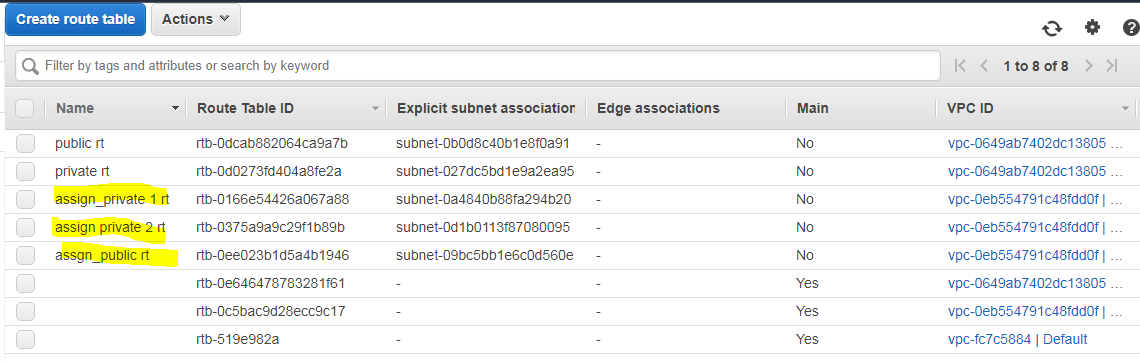 Create route table Actions
Filter by tags and attributes or search by keyword 1 to 8 of 8
Name Route Table ID Explicit subnet association Edge associations Main VPC ID
public rt rtb-0dcab882064ca9a7b subnet-0b0d8c40b1e8f0a91 - No vpc-0649ab7402dc13805 ...
private rt rtb-0d0273fd404a8fe2a subnet-027dc5bd1e9a2ea95 - No vpc-0649ab7402dc13805 ...
assign_private 1 rt rtb-0166e54426a067a88 subnet-0a4840b88fa294b20 - No vpc-0eb554791c48fdd0f | ...
assign private 2 rt rtb-0375a9a9c29f1b89b subnet-0d1b0113f87080095 - No vpc-0eb554791c48fdd0f | ...
assgn_public rt rtb-0ee023b1d5a4b1946 subnet-09bc5bb1e6c0d560e - No vpc-0eb554791c48fdd0f | ...
rtb-0e646478783281f61 - - Yes vpc-0649ab7402dc13805 ...
rtb-0c5bac9d28ecc9c17 - - Yes vpc-0eb554791c48fdd0f | ...
rtb-519e982a - - Yes vpc-fc7c5884 | Default